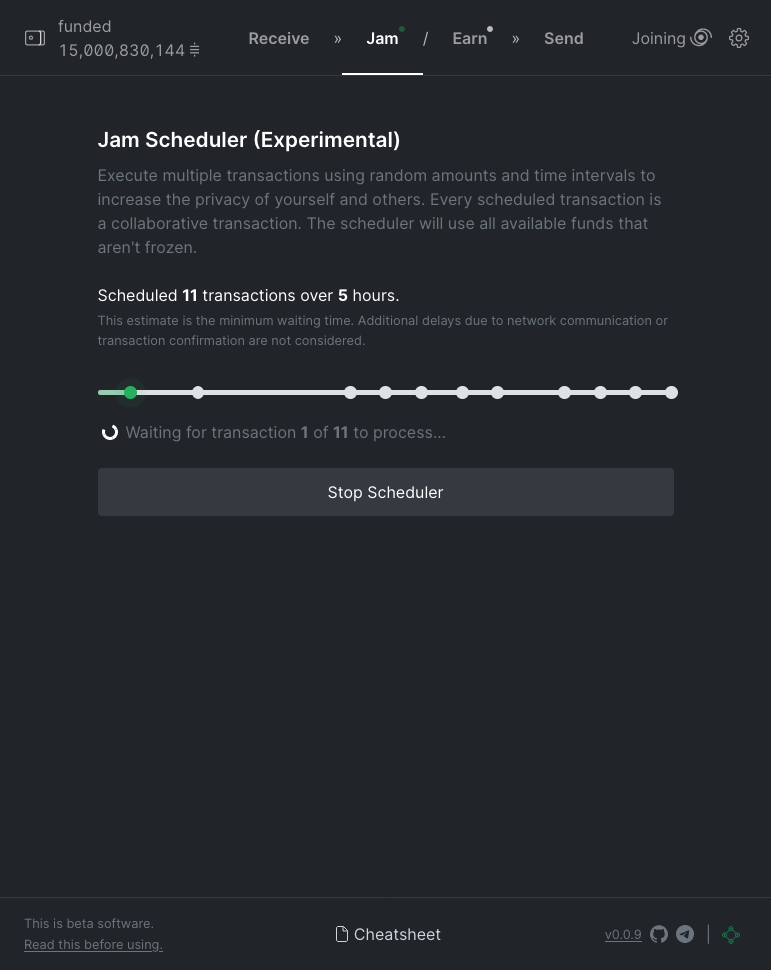 funded
15,000,830,144
Receive » Jam / Earn » Send
Joining
Jam Scheduler (Experimental)
Execute multiple transactions using random amounts and time intervals to
increase the privacy of yourself and others. Every scheduled transaction is
a collaborative transaction. The scheduler will use all available funds that
aren't frozen.
Scheduled 11 transactions over 5 hours.
This estimate is the minimum waiting time. Additional delays due to network communication or
transaction confirmation are not considered.
Waiting for transaction 1 of 11 to process...
Stop Scheduler
This is beta software.
Read this before using.
Cheatsheet
v0.0.9